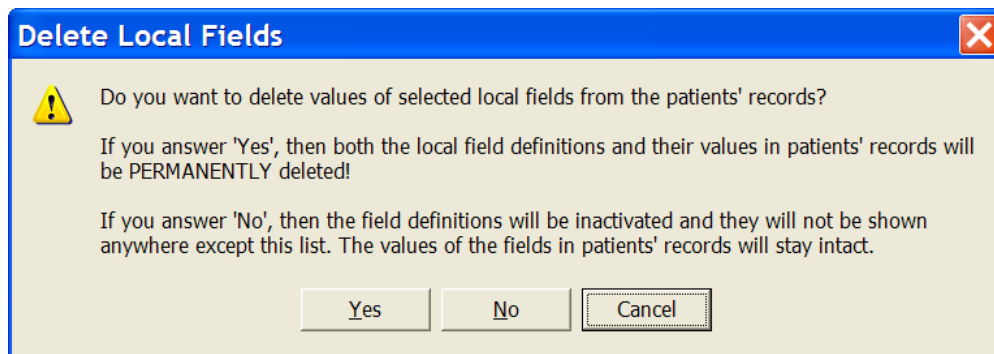 Delete Local Fields
Do you want to delete values of selected local fields from the patients' records?
If you answer 'Yes', then both the local field definitions and their values in patients' records will
be PERMANENTLY deleted!
If you answer 'No', then the field definitions will be inactivated and they will not be shown
anywhere except this list. The values of the fields in patients' records will stay intact.
Yes No Cancel